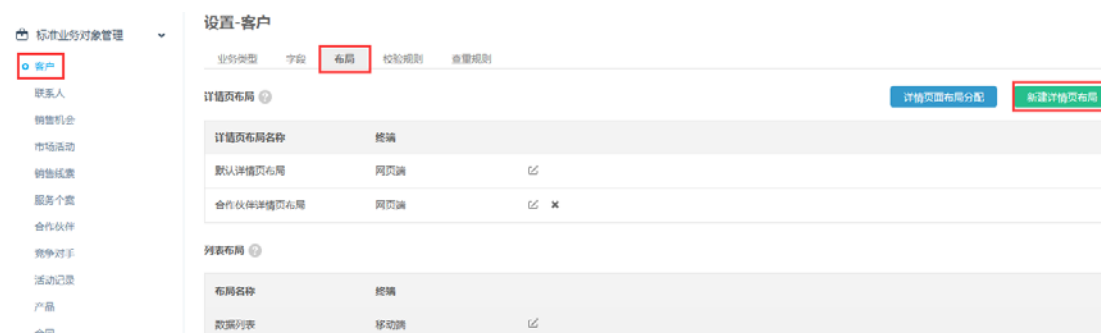 标准业务对象管理
客户
联系人
销售机会
市场活动
销售线索
服务个案
合作伙伴
竞争对手
活动记录
产品
合同
设置-客户
业务类型 字段 布局 校验规则 查重规则
详情页布局 ?
详情页面布局分配 新建详情页布局
详情页布局名称 终端
默认详情页布局 网页端
合作伙伴详情页布局 网页端
列表布局 ?
布局名称 终端
数据列表 移动端